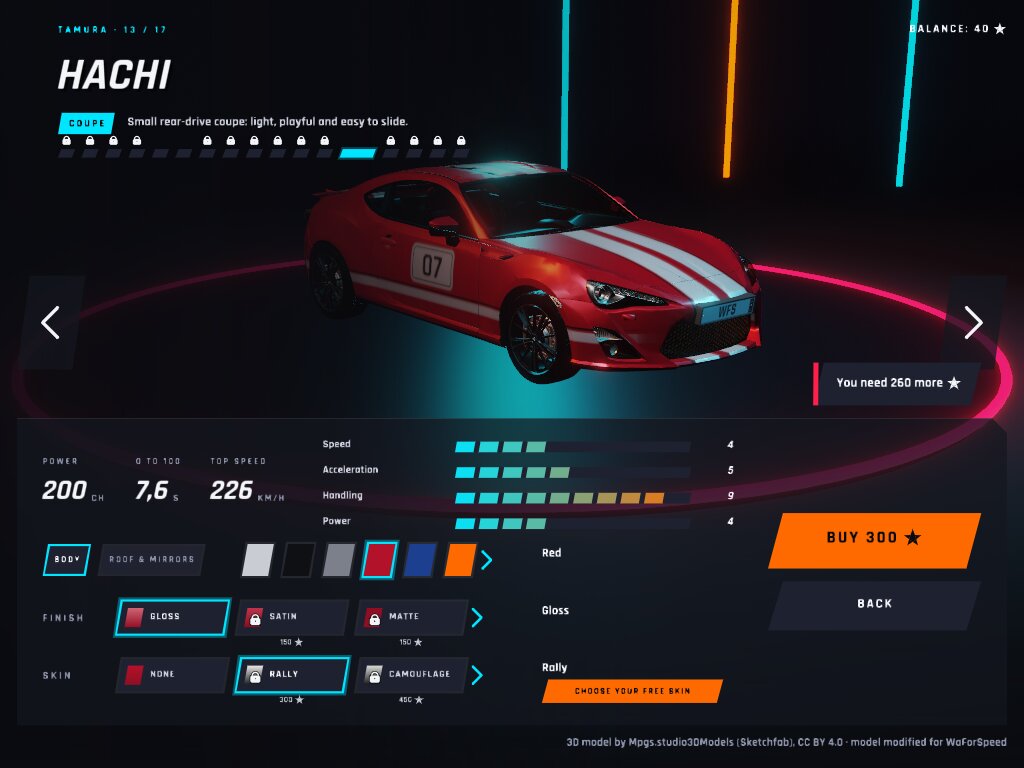 TAMURA · 13 / 17
BALANCE: 40 ★
HACHI
COUPE
Small rear-drive coupe: light, playful and easy to slide.
07
WFS
You need 260 more ★
POWER
200 CH
0 TO 100
7,6 S
TOP SPEED
226 KM/H
Speed 4
Acceleration 5
Handling 9
Power 4
BUY 300 ★
BACK
BODY
ROOF & MIRRORS
Red
FINISH
GLOSS
SATIN
150 ★
MATTE
150 ★
Gloss
SKIN
NONE
RALLY
300 ★
CAMOUFLAGE
450 ★
Rally
CHOOSE YOUR FREE SKIN
3D model by Mpgs.studio3DModels (Sketchfab), CC BY 4.0 · model modified for WaForSpeed